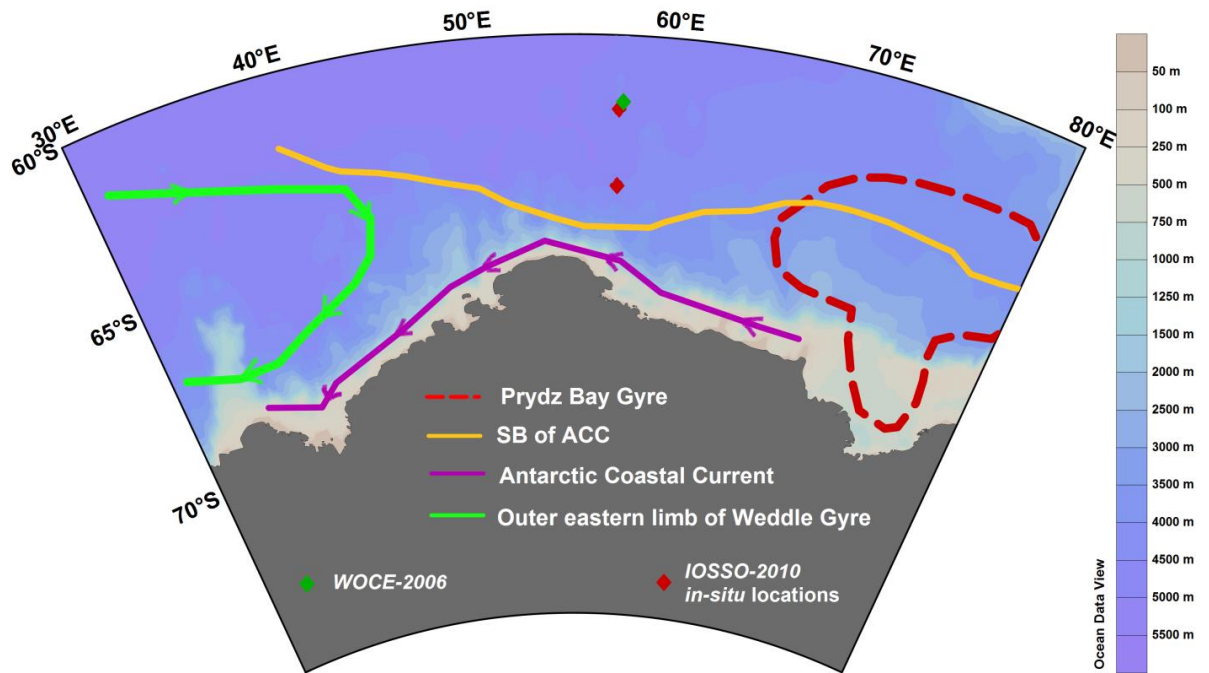 50°E
60°E
40°E
70°E
30°E
80°E
60°S
65°S
70°S
Prydz Bay Gyre
SB of ACC
Antarctic Coastal Current
Outer eastern limb of Weddle Gyre
WOCE-2006
IOSSO-2010
in-situ locations
50 m
100 m
250 m
500 m
750 m
1000 m
1250 m
1500 m
2000 m
2500 m
3000 m
3500 m
4000 m
4500 m
5000 m
5500 m
Ocean Data View